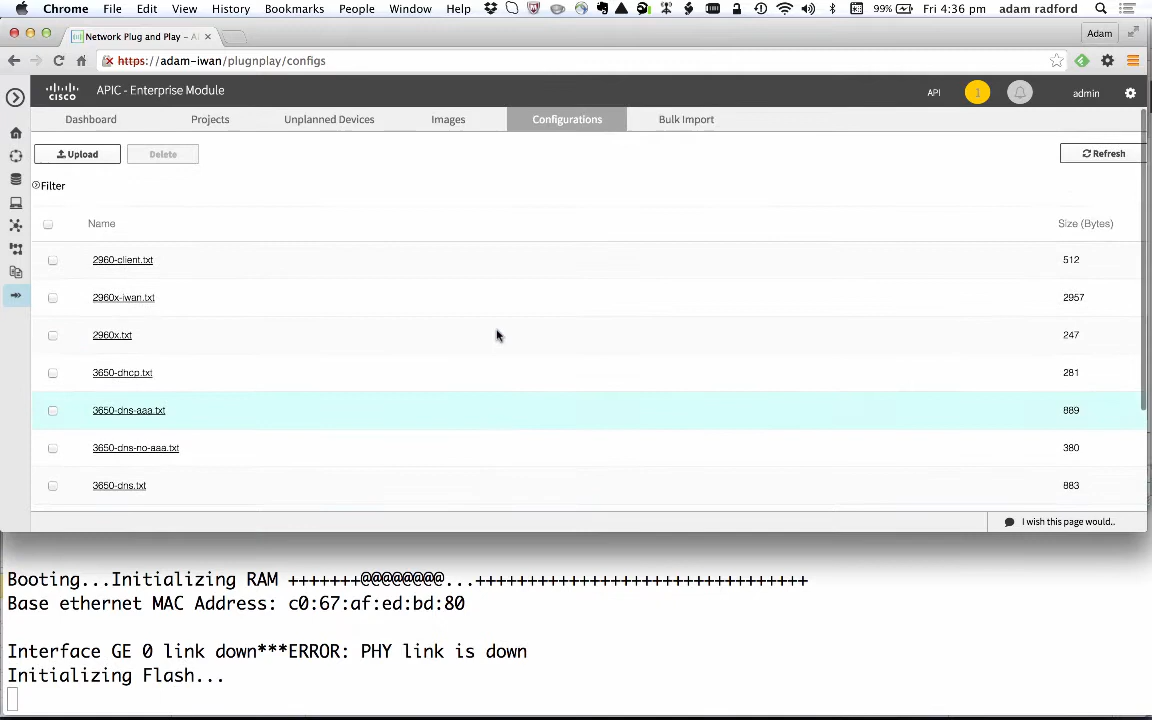 Chrome File Edit View History Bookmarks People Window Help 99% Fri 4:36 pm adam radford
Network Plug and Play – A
Adam
https://adam-iwan/plugnplay/configs
CISCO APIC - Enterprise Module API 1 admin
Dashboard Projects Unplanned Devices Images Configurations Bulk Import
Upload Delete Refresh
Filter
Name Size (Bytes)
2960-client.txt 512
2960x-iwan.txt 2957
2960x.txt 247
3650-dhcp.txt 281
3650-dns-aaa.txt 889
3650-dns-no-aaa.txt 380
3650-dns.txt 883
I wish this page would..
Booting...Initializing RAM +++++++@@@@@@@@...++++++++++++++++++++++++++++++++
Base ethernet MAC Address: c0:67:af:ed:bd:80
Interface GE 0 link down***ERROR: PHY link is down
Initializing Flash...